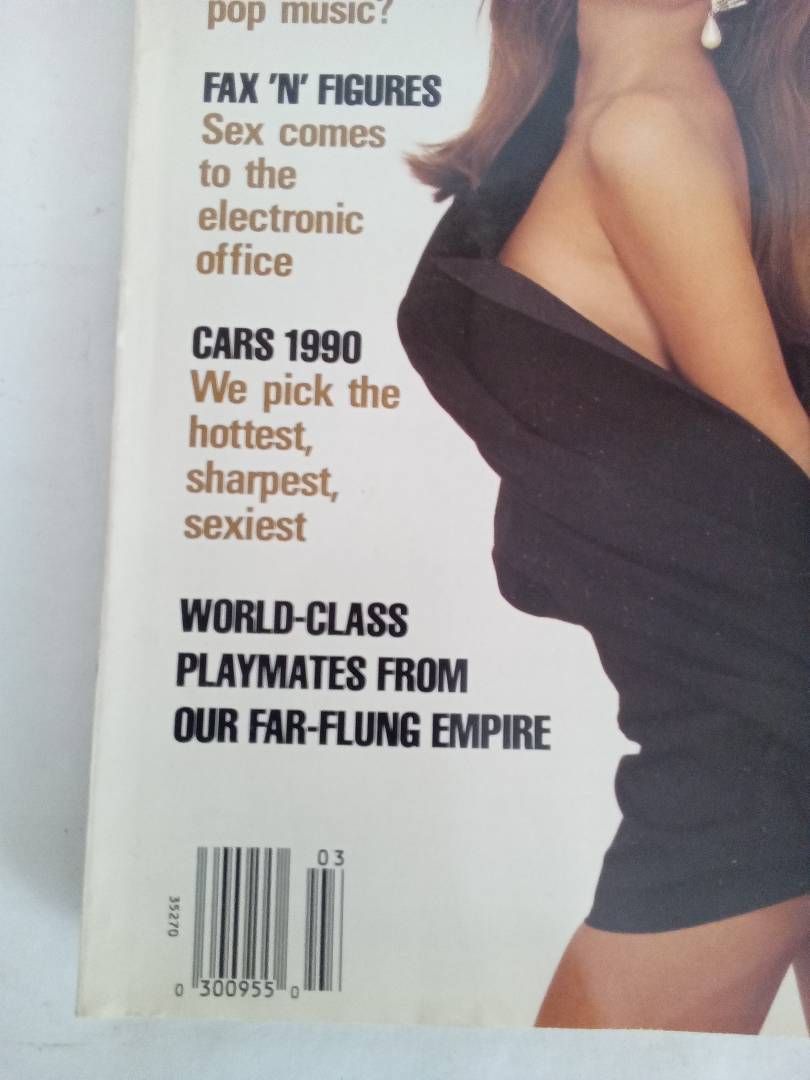 pop music?
FAX 'N' FIGURES
Sex comes
to the
electronic
office
CARS 1990
We pick the
hottest,
sharpest,
sexiest
WORLD-CLASS
PLAYMATES FROM
OUR FAR-FLUNG EMPIRE
03
35270
0 300955 0